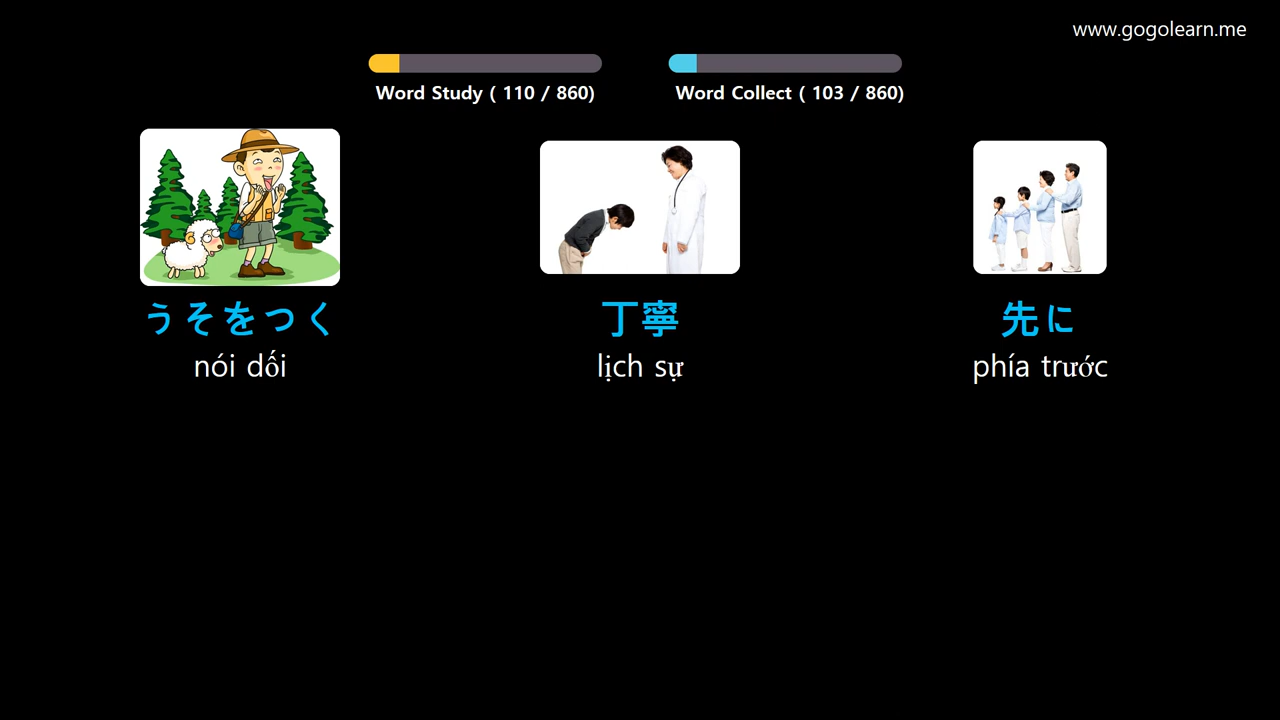 www.gogolearn.me
Word Study ( 110 / 860)
Word Collect ( 103 / 860)
うそをつく
丁寧
先に
nói dối
lịch sự
phía trước